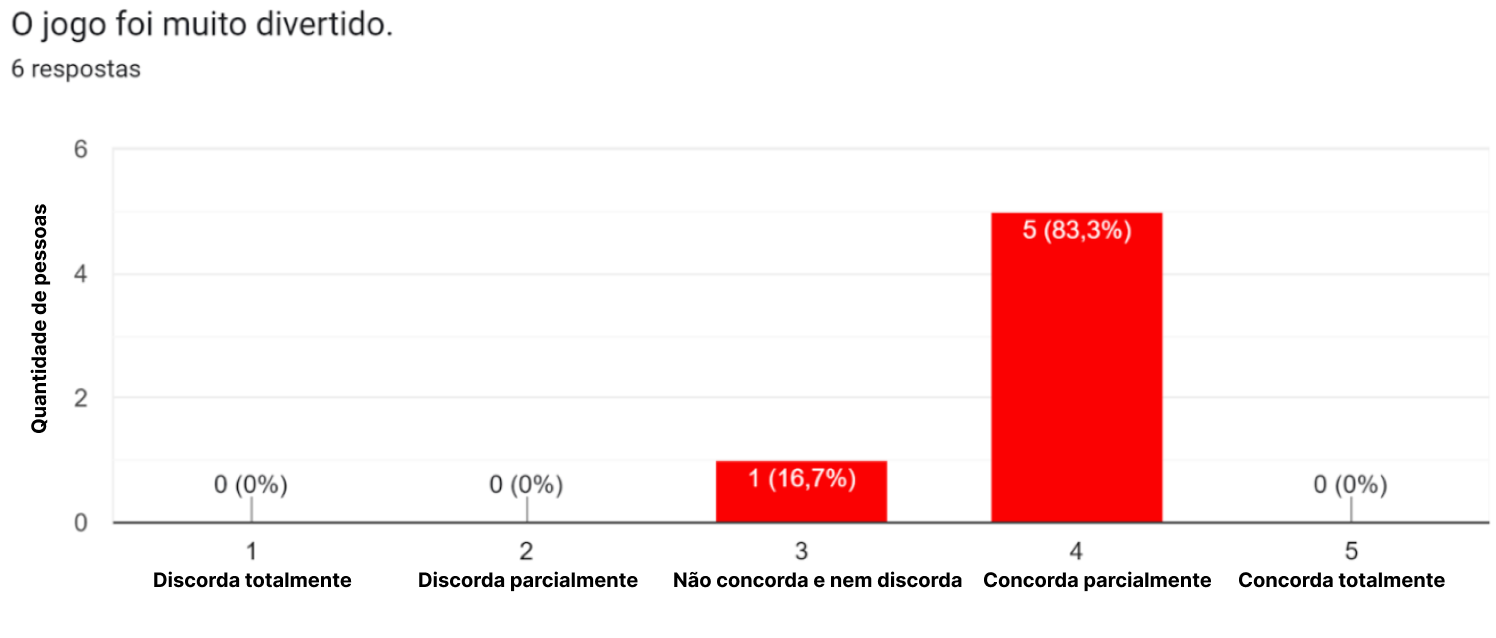 O jogo foi muito divertido.
6 respostas
6
4
2
0
Quantidade de pessoas
0 (0%)
0 (0%)
1 (16,7%)
5 (83,3%)
0 (0%)
1
2
3
4
5
Discorda totalmente
Discorda parcialmente
Não concorda e nem discorda
Concorda parcialmente
Concorda totalmente